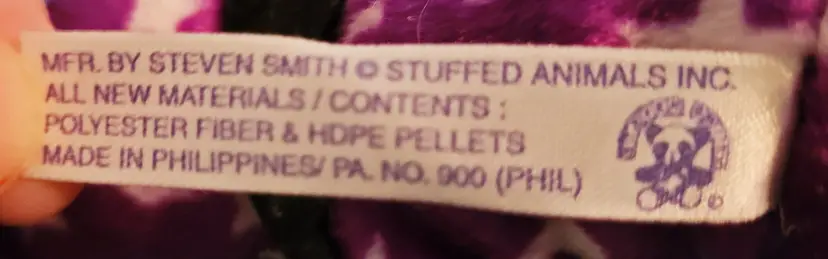 MFR. BY STEVEN SMITH © STUFFED ANIMALS INC.
ALL NEW MATERIALS / CONTENTS :
POLYESTER FIBER & HDPE PELLETS
MADE IN PHILIPPINES/ PA. NO. 900 (PHIL)
©